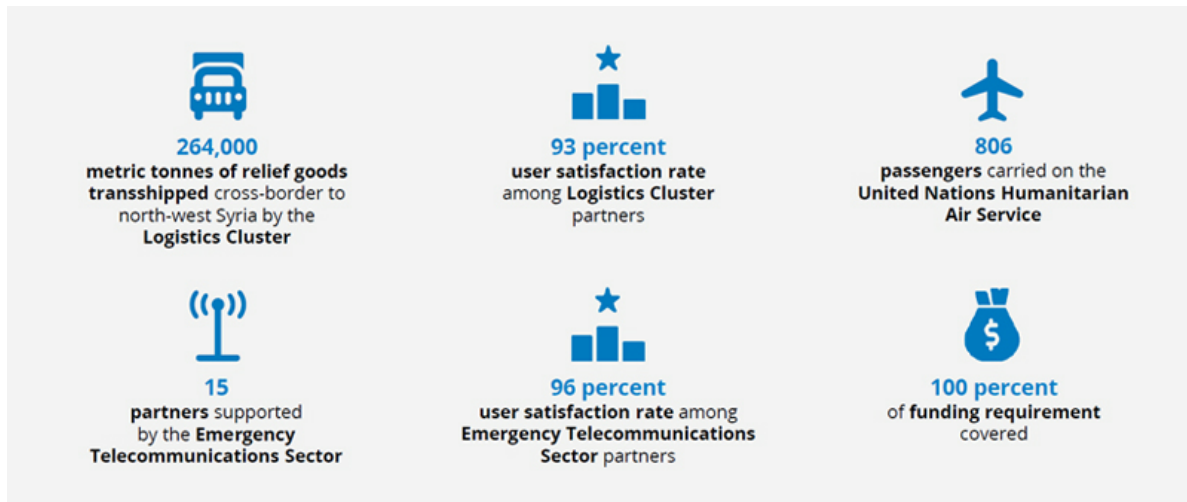 264,000
metric tonnes of relief goods
transshipped cross-border to
north-west Syria by the
Logistics Cluster
93 percent
user satisfaction rate
among Logistics Cluster
partners
806
passengers carried on the
United Nations Humanitarian
Air Service
15
partners supported
by the Emergency
Telecommunications Sector
96 percent
user satisfaction rate among
Emergency Telecommunications
Sector partners
$
100 percent
of funding requirement
covered